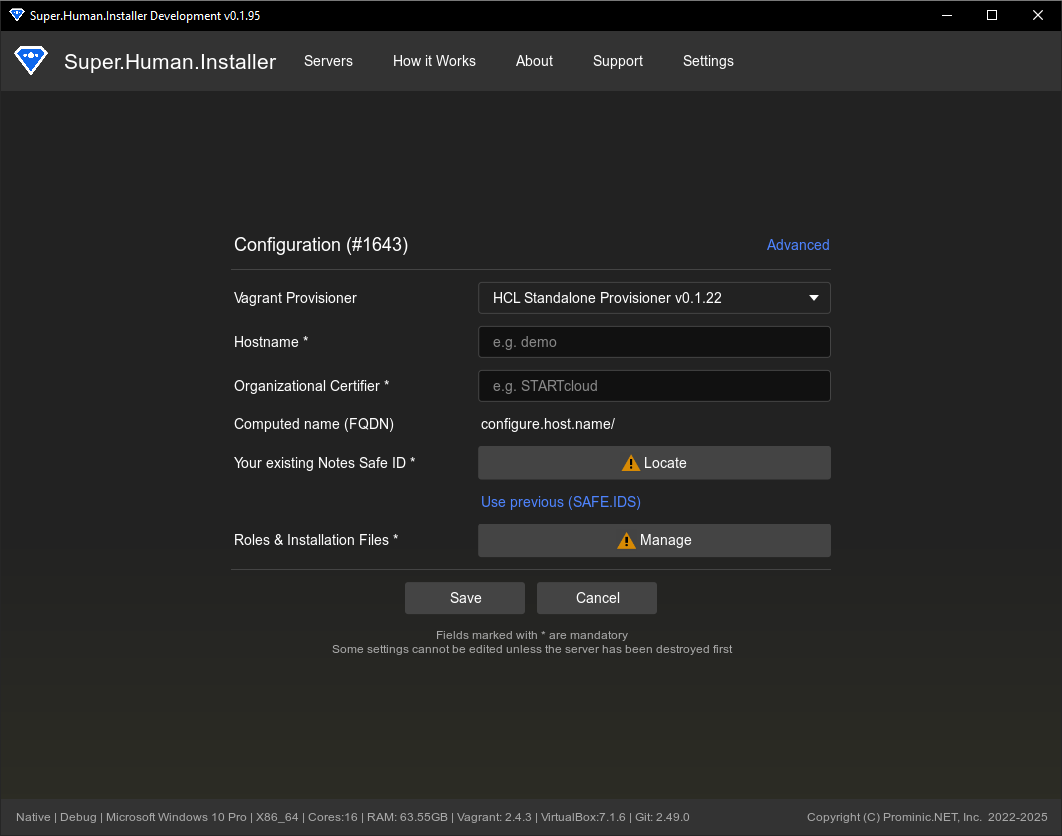 Super.Human.Installer Development v0.1.95
Super.Human.Installer Servers How it Works About Support Settings
Configuration (#1643) Advanced
Vagrant Provisioner HCL Standalone Provisioner v0.1.22
Hostname * e.g. demo
Organizational Certifier * e.g. STARTcloud
Computed name (FQDN) configure.host.name/
Your existing Notes Safe ID * Locate
Use previous (SAFE.IDS)
Roles & Installation Files * Manage
Save Cancel
Fields marked with * are mandatory
Some settings cannot be edited unless the server has been destroyed first
Native | Debug | Microsoft Windows 10 Pro | X86_64 | Cores:16 | RAM: 63.55GB | Vagrant: 2.4.3 | VirtualBox:7.1.6 | Git: 2.49.0 Copyright (C) Prominic.NET, Inc. 2022-2025